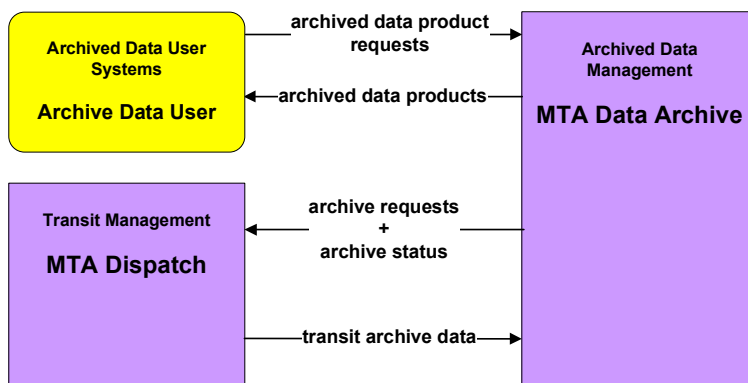 Archived Data User
Systems
Archive Data User
archived data product
requests
archived data products
Archived Data
Management
MTA Data Archive
Transit Management
MTA Dispatch
archive requests
+
archive status
transit archive data